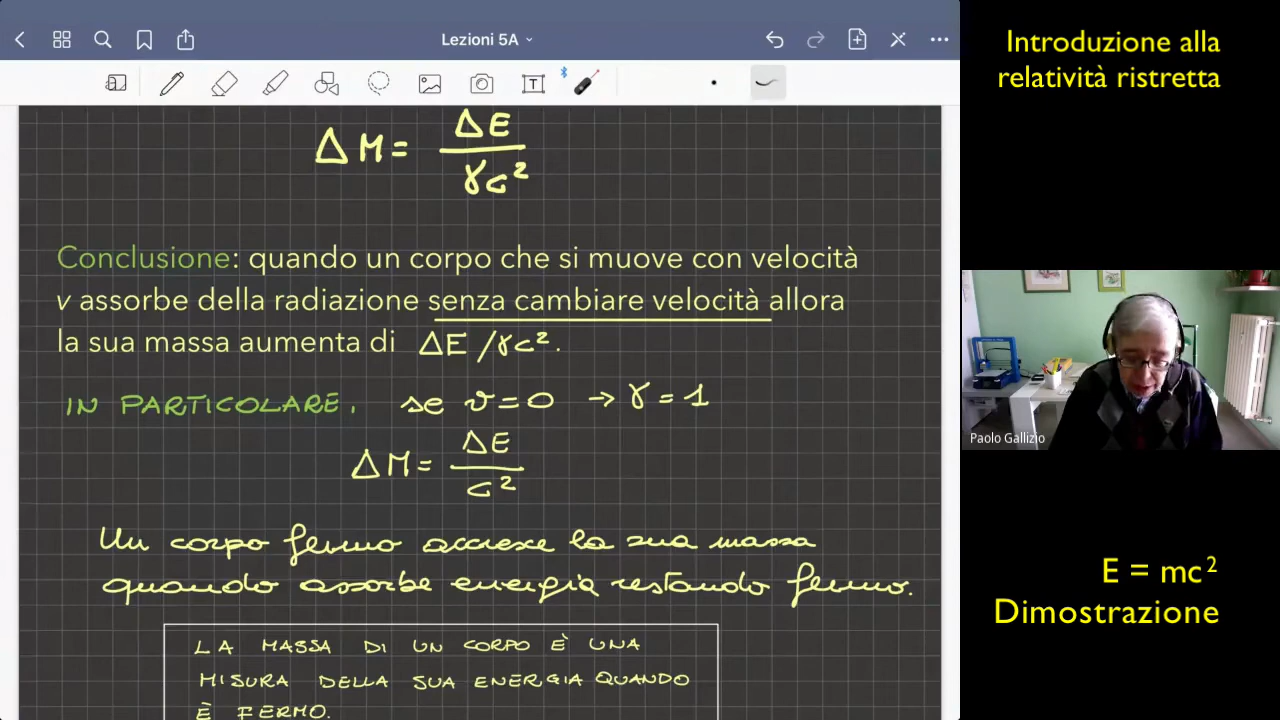 Lezioni 5A
ΔM = ΔE / γc²
Conclusione: quando un corpo che si muove con velocità
v assorbe della radiazione senza cambiare velocità allora
la sua massa aumenta di ΔE/γc².
IN PARTICOLARE. se v=0 → γ = 1
ΔM = ΔE / c²
Un corpo fermo accresce la sua massa
quando assorbe energia restando fermo.
LA MASSA DI UN CORPO È UNA
MISURA DELLA SUA ENERGIA QUANDO
È FERMO.
Introduzione alla
relatività ristretta
Paolo Gallizio
E = mc²
Dimostrazione